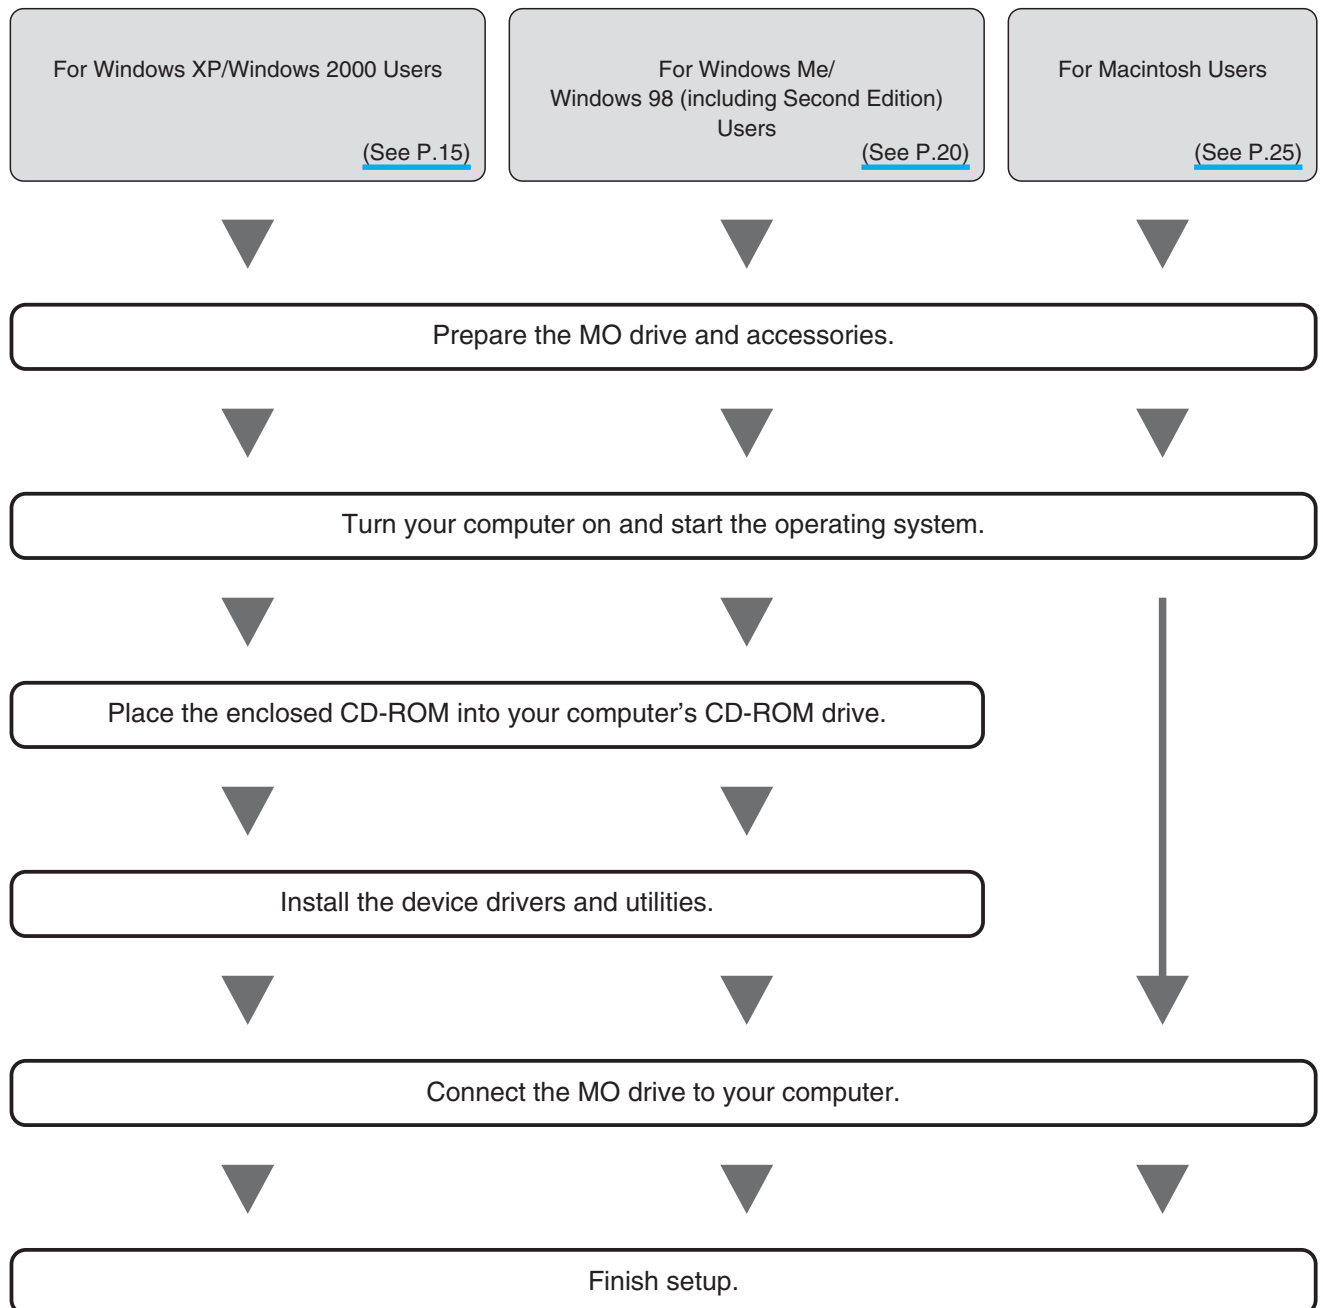 For Windows XP/Windows 2000 Users
(See P.15)
For Windows Me/
Windows 98 (including Second Edition)
Users
(See P.20)
For Macintosh Users
(See P.25)
Prepare the MO drive and accessories.
Turn your computer on and start the operating system.
Place the enclosed CD-ROM into your computer’s CD-ROM drive.
Install the device drivers and utilities.
Connect the MO drive to your computer.
Finish setup.